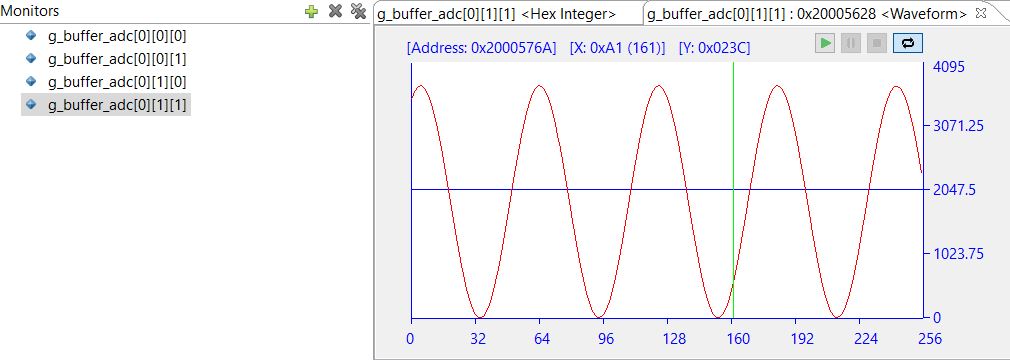 Monitors
g_buffer_adc[0][0][0]
g_buffer_adc[0][0][1]
g_buffer_adc[0][1][0]
g_buffer_adc[0][1][1]
g_buffer_adc[0][1][1] <Hex Integer>
g_buffer_adc[0][1][1] : 0x20005628 <Waveform>
[Address: 0x2000576A] [X: 0xA1 (161)] [Y: 0x023C]
4095
3071.25
2047.5
1023.75
0
0 32 64 96 128 160 192 224 256